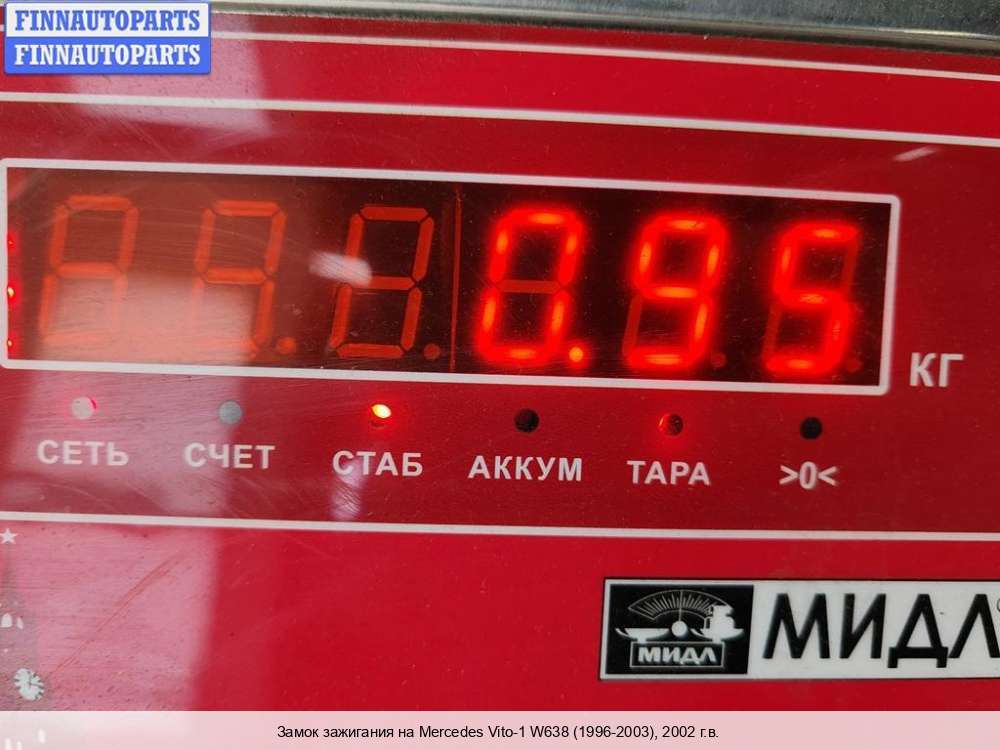 FINNAUTOPARTS
FINNAUTOPARTS
0.95
КГ
СЕТЬ СЧЕТ СТАБ АККУМ ТАРА >0<
МИДЛ
МИДЛ
Замок зажигания на Mercedes Vito-1 W638 (1996-2003), 2002 г.в.